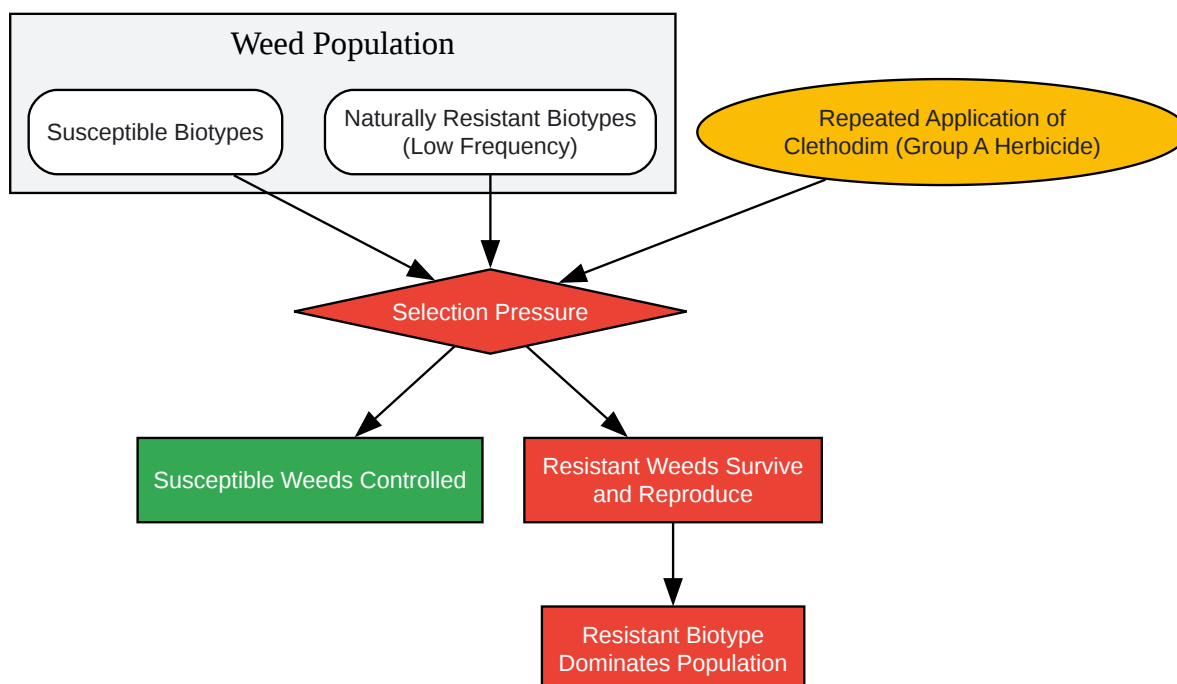 Weed Population
Susceptible Biotypes
Naturally Resistant Biotypes
(Low Frequency)
Repeated Application of
Clethodim (Group A Herbicide)
Selection Pressure
Susceptible Weeds Controlled
Resistant Weeds Survive
and Reproduce
Resistant Biotype
Dominates Population